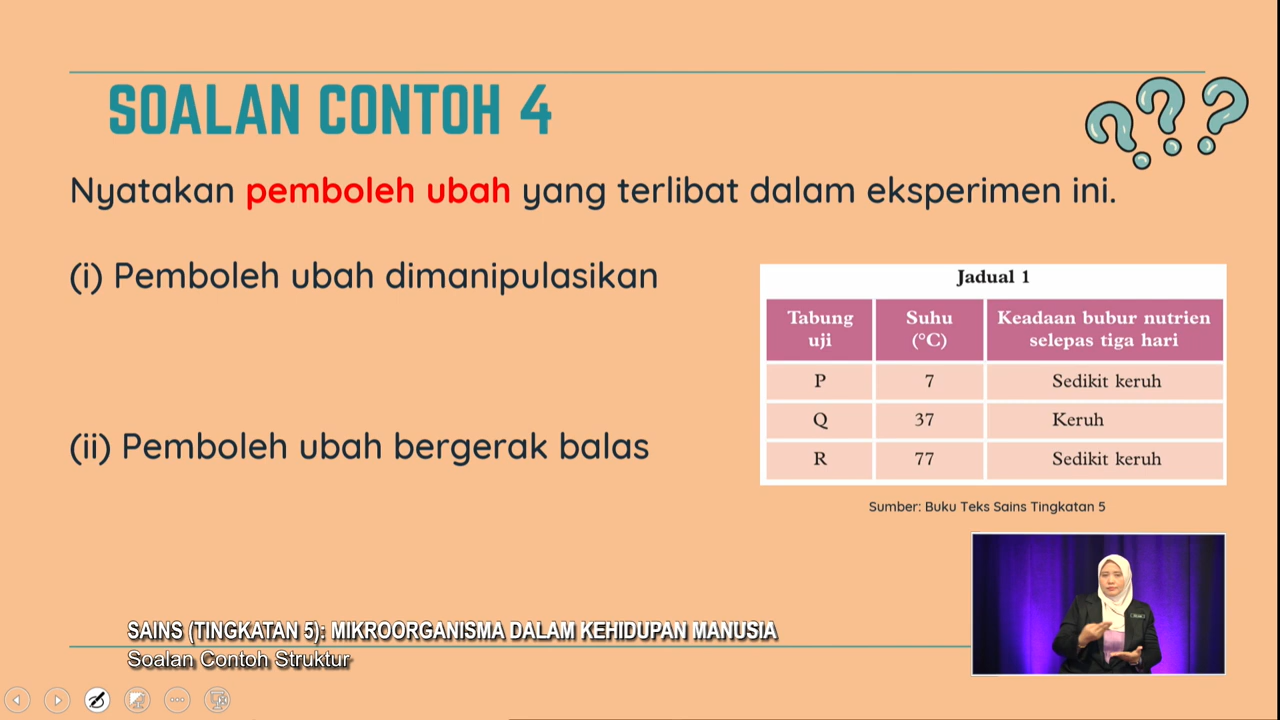 SOALAN CONTOH 4
Nyatakan pemboleh ubah yang terlibat dalam eksperimen ini.
(i) Pemboleh ubah dimanipulasikan
(ii) Pemboleh ubah bergerak balas
Jadual 1
Tabung uji | Suhu (°C) | Keadaan bubur nutrien selepas tiga hari
P | 7 | Sedikit keruh
Q | 37 | Keruh
R | 77 | Sedikit keruh
Sumber: Buku Teks Sains Tingkatan 5
SAINS (TINGKATAN 5): MIKROORGANISMA DALAM KEHIDUPAN MANUSIA
Soalan Contoh Struktur